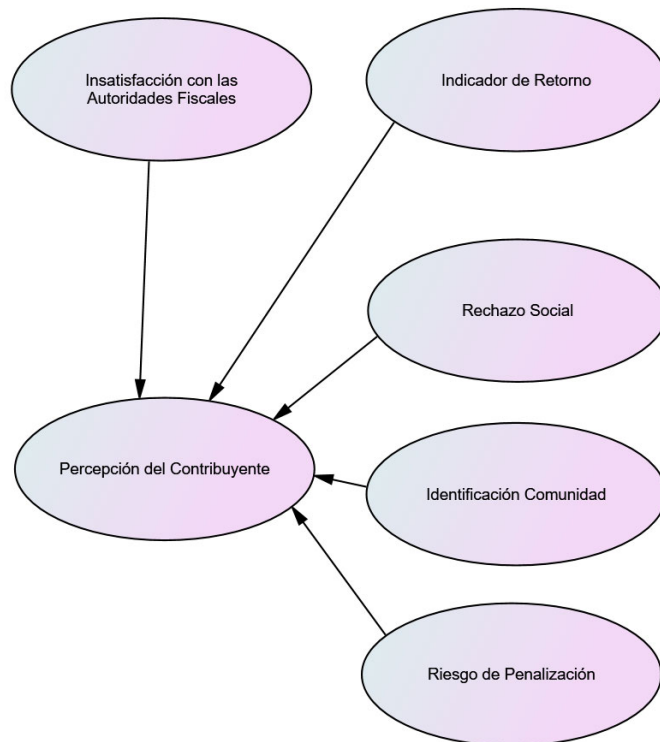 Insatisfacción con las
Autoridades Fiscales
Indicador de Retorno
Rechazo Social
Percepción del Contribuyente
Identificación Comunidad
Riesgo de Penalización